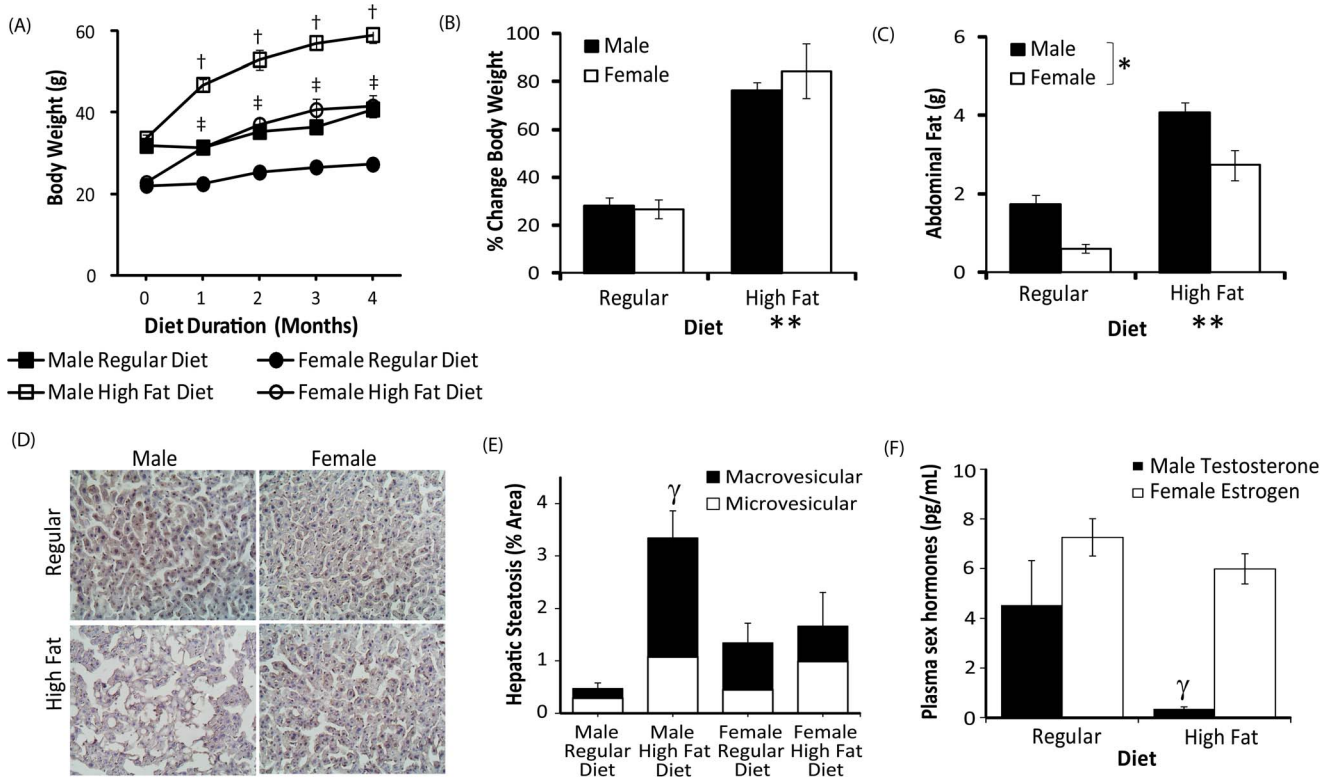 (A)
Body Weight (g)
60
40
20
0
† † † †
‡ ‡ ‡ ‡
0 1 2 3 4
Diet Duration (Months)
Male Regular Diet
Female Regular Diet
Male High Fat Diet
Female High Fat Diet
(B)
% Change Body Weight
100
80
60
40
20
0
Male
Female
Regular High Fat
Diet **
(C)
Abdominal Fat (g)
6
4
2
0
Male
Female
*
Regular High Fat
Diet **
(D)
Male Female
Regular
High Fat
(E)
Hepatic Steatosis (% Area)
4
3
2
1
0
Macrovesicular
Microvesicular
γ
Male Male Female Female
Regular High Fat Regular High Fat
Diet Diet Diet Diet
(F)
Plasma sex hormones (pg/mL)
10
8
6
4
2
0
Male Testosterone
Female Estrogen
γ
Regular High Fat
Diet